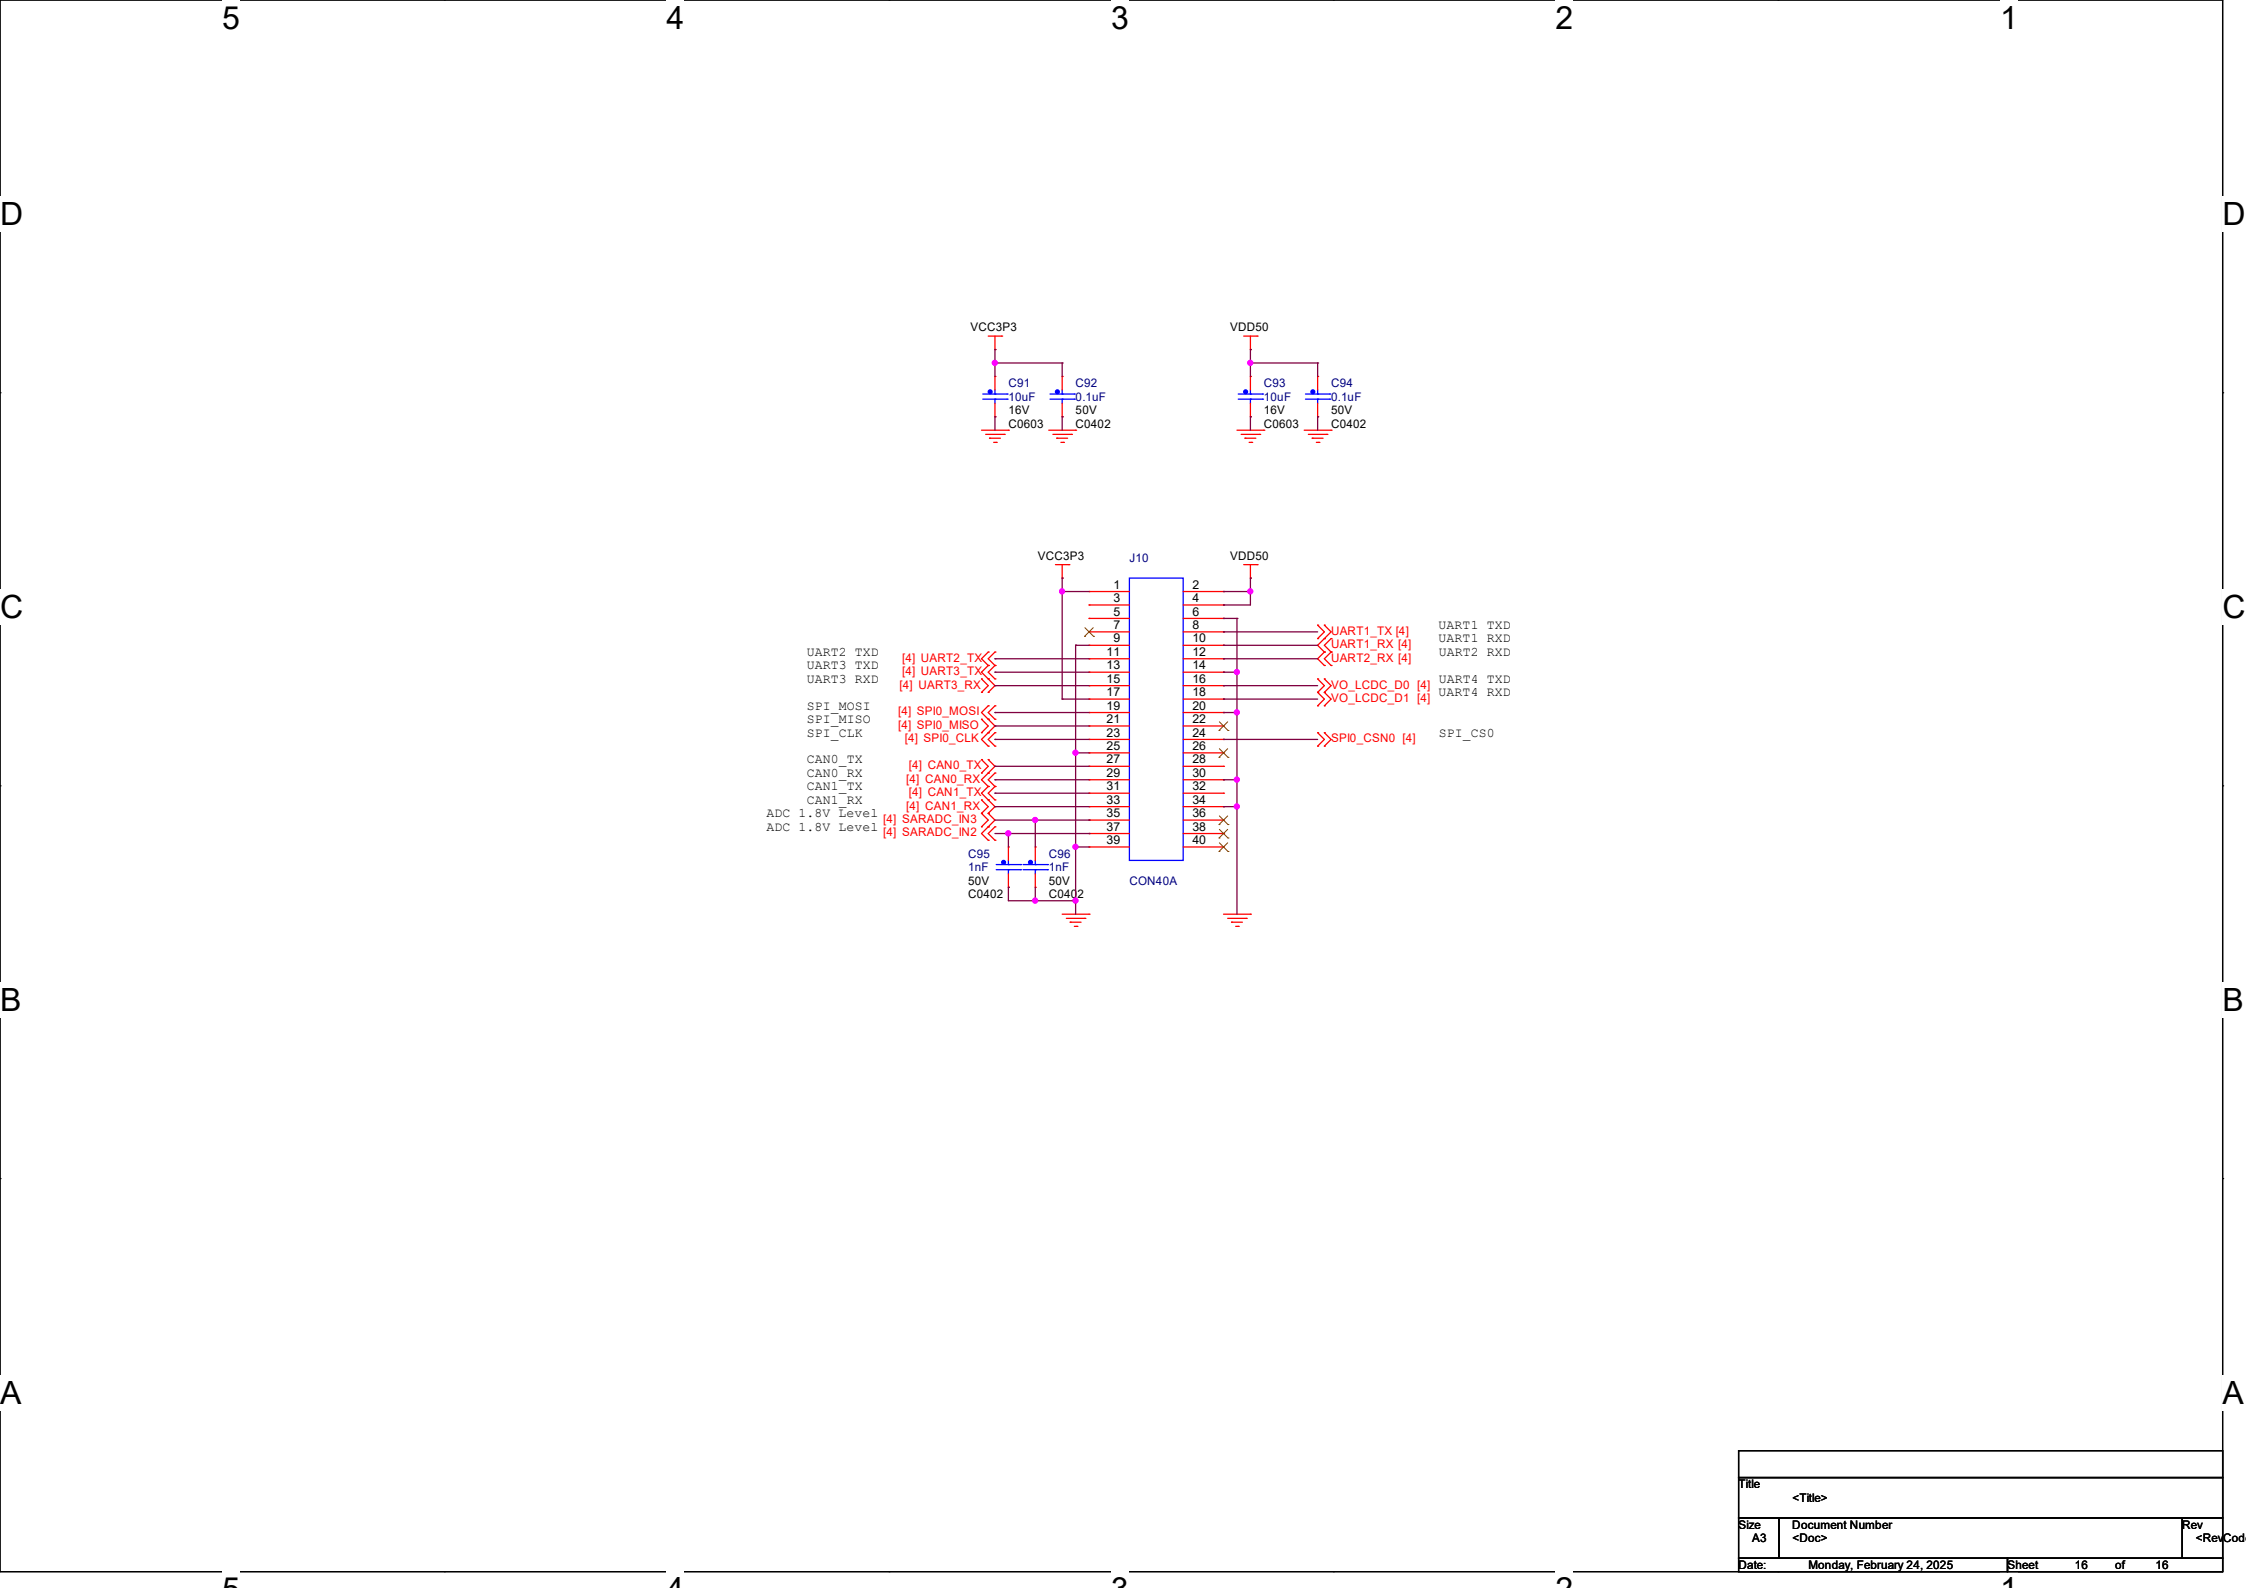 5 4 3 2 1
D D
VCC3P3 VDD50
C91 C92 C93 C94
10uF 0.1uF 10uF 0.1uF
16V 50V 16V 50V
C0603 C0402 C0603 C0402
VCC3P3 J10 VDD50
C C
1 2
3 4
5 6
7 8 UART1_TX [4] UART1 TXD
9 10 UART1_RX [4] UART1 RXD
UART2 TXD [4] UART2_TX 11 12 UART2_RX [4] UART2 RXD
UART3 TXD [4] UART3_TX 13 14
UART3 RXD [4] UART3_RX 15 16 VO_LCDC_D0 [4] UART4 TXD
17 18 VO_LCDC_D1 [4] UART4 RXD
SPI_MOSI [4] SPI0_MOSI 19 20
SPI_MISO [4] SPI0_MISO 21 22
SPI_CLK [4] SPI0_CLK 23 24 SPI0_CSN0 [4] SPI_CS0
25 26
CAN0_TX [4] CAN0_TX 27 28
CAN0_RX [4] CAN0_RX 29 30
CAN1_TX [4] CAN1_TX 31 32
CAN1_RX [4] CAN1_RX 33 34
ADC 1.8V Level [4] SARADC_IN3 35 36
ADC 1.8V Level [4] SARADC_IN2 37 38
39 40
C95 C96
1nF 1nF
50V 50V
C0402 C0402
CON40A
B B
A A
Title
<Title>
Size Document Number Rev
A3 <Doc> <RevCod
Date: Monday, February 24, 2025 Sheet 16 of 16
5 4 3 2 1